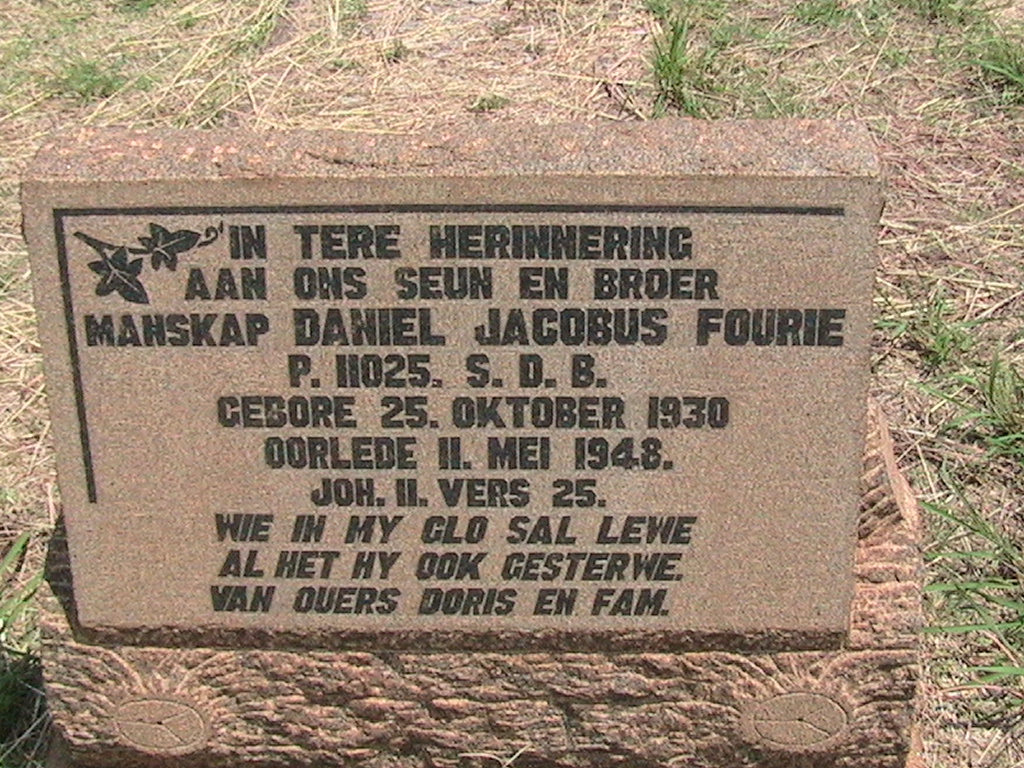 IN TERE HERINNERING
AAN ONS SEUN EN BROER
MANSKAP DANIEL JACOBUS FOURIE
P. 11025. S. D. B.
GEBORE 25. OKTOBER 1930
OORLEDE 11. MEI 1948.
JOH. 11. VERS 25.
WIE IN MY GLO SAL LEWE
AL HET HY OOK GESTERWE.
VAN OUERS DORIS EN FAM.